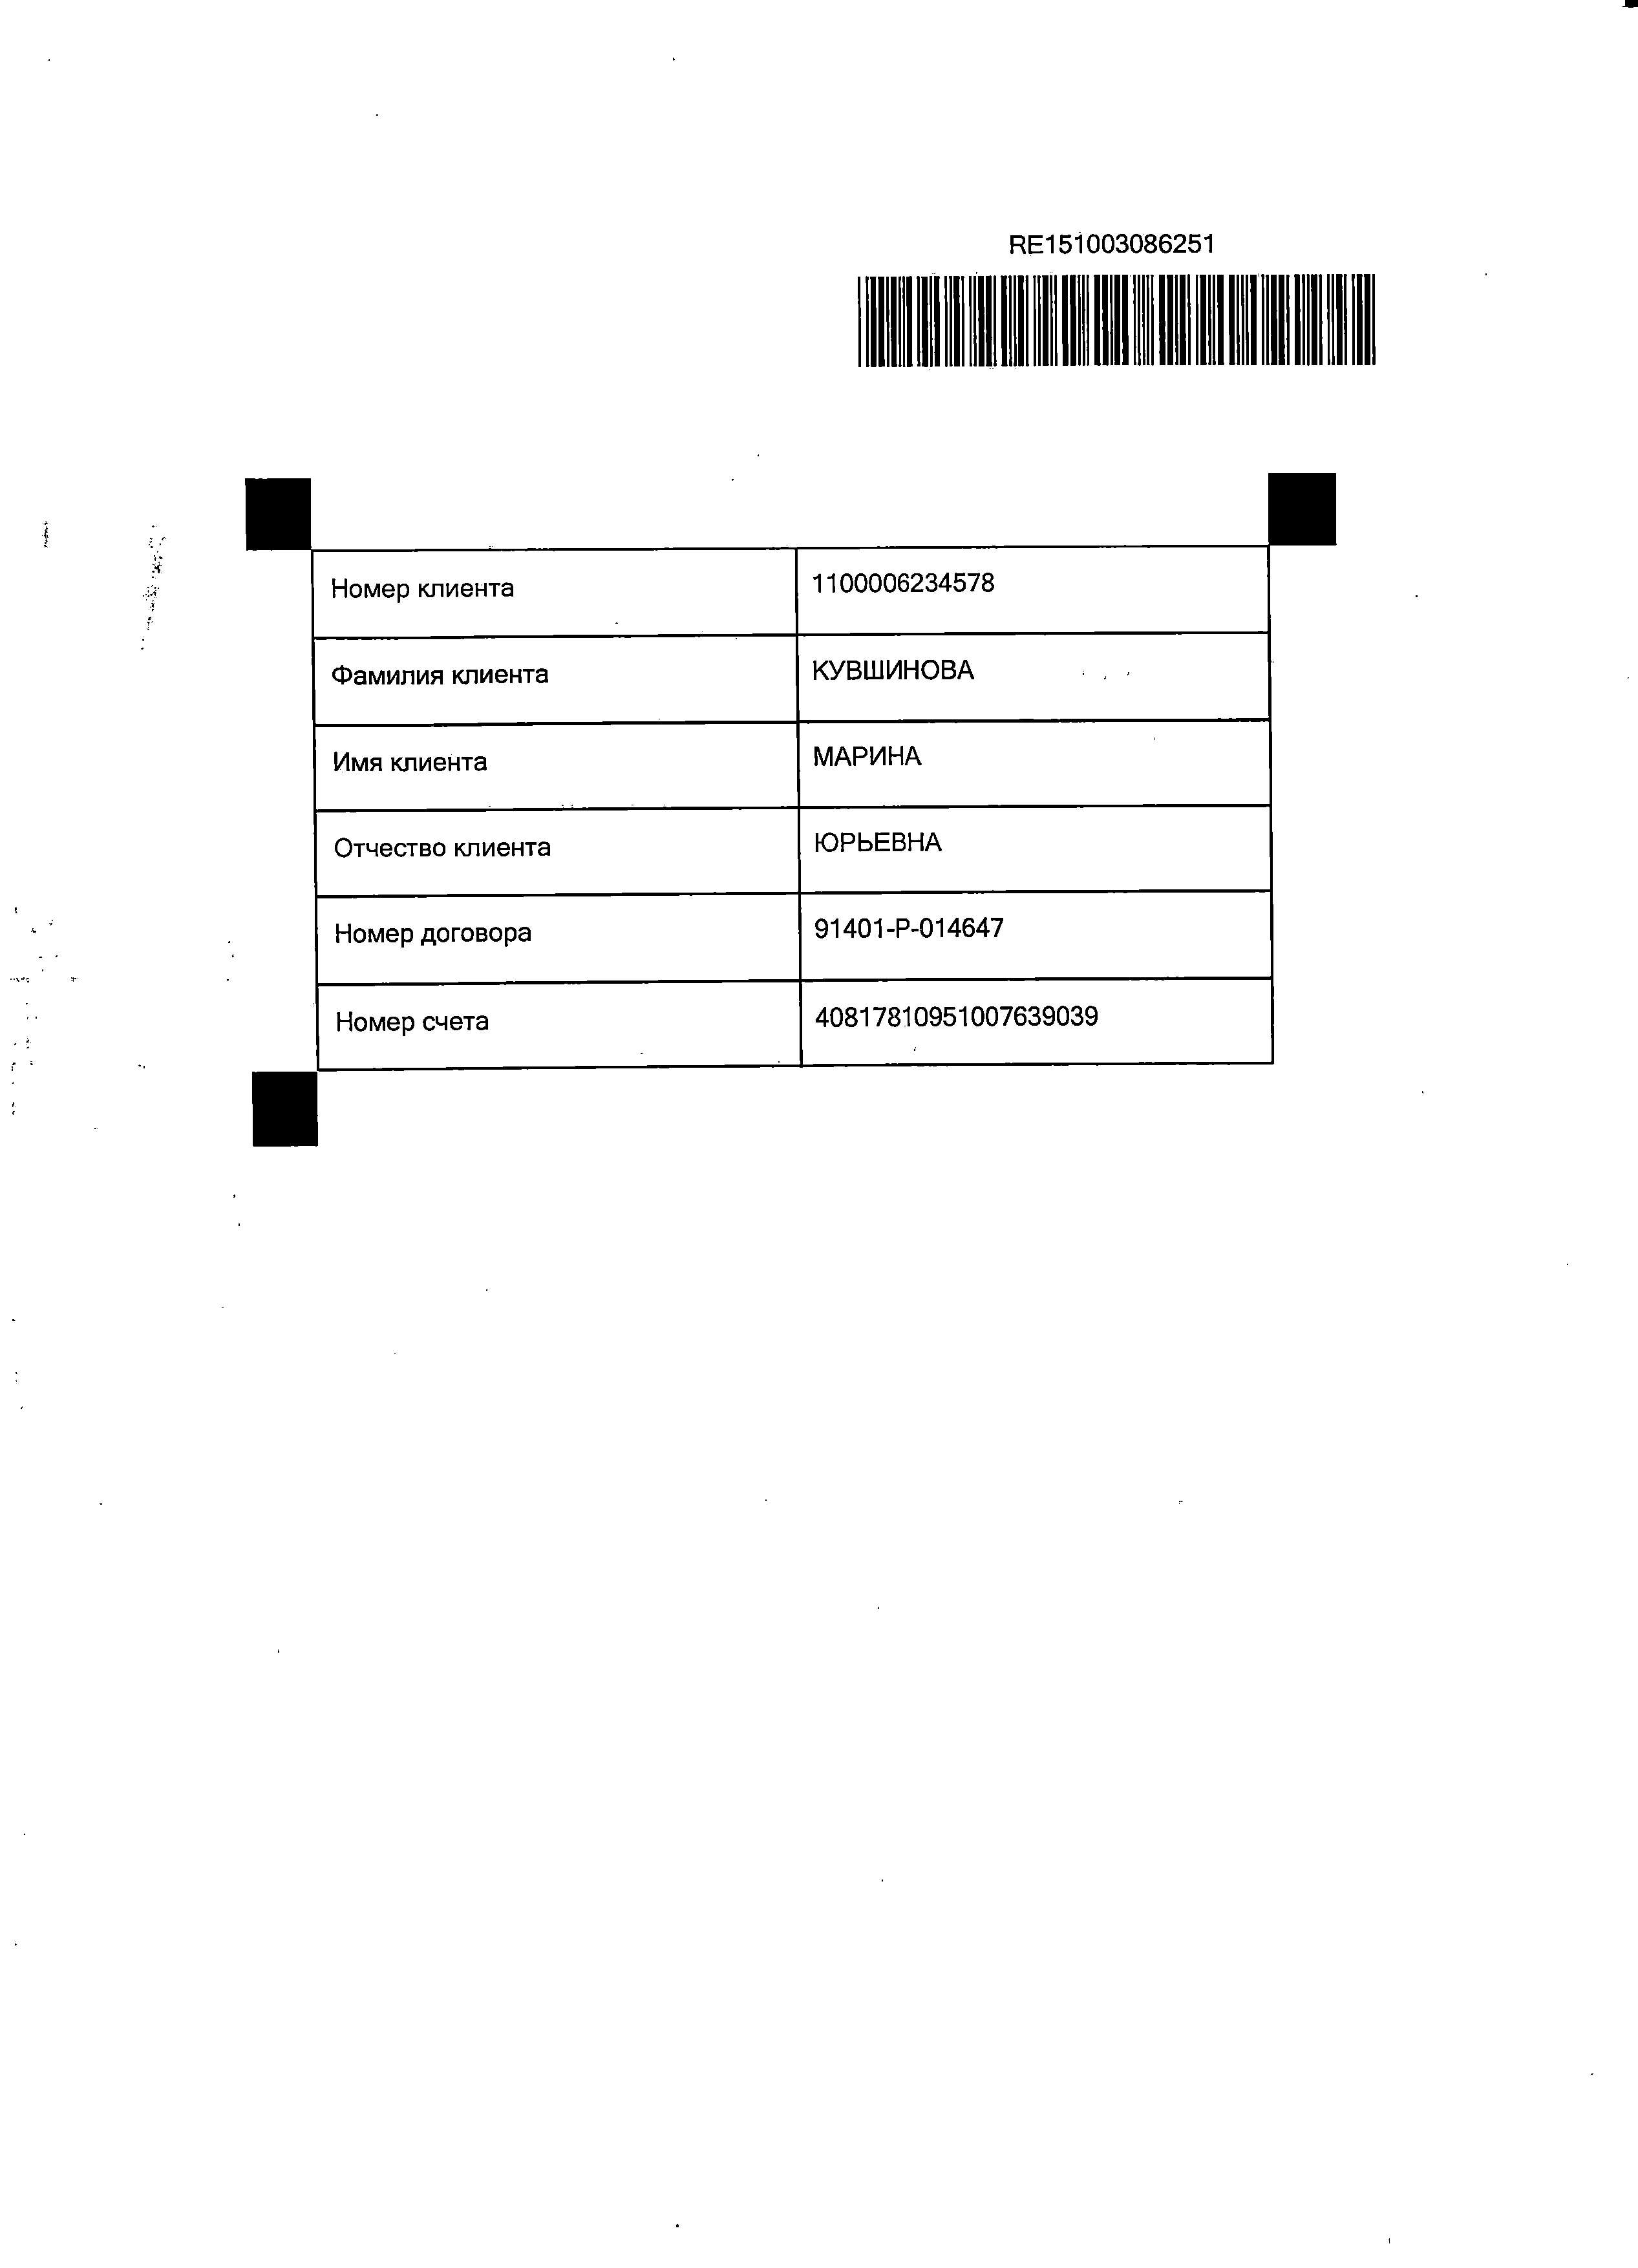 RE151003086251
Номер клиента 1100006234578
Фамилия клиента КУВШИНОВА
Имя клиента МАРИНА
Отчество клиента ЮРЬЕВНА
Номер договора 91401-P-014647
Номер счета 40817810951007639039